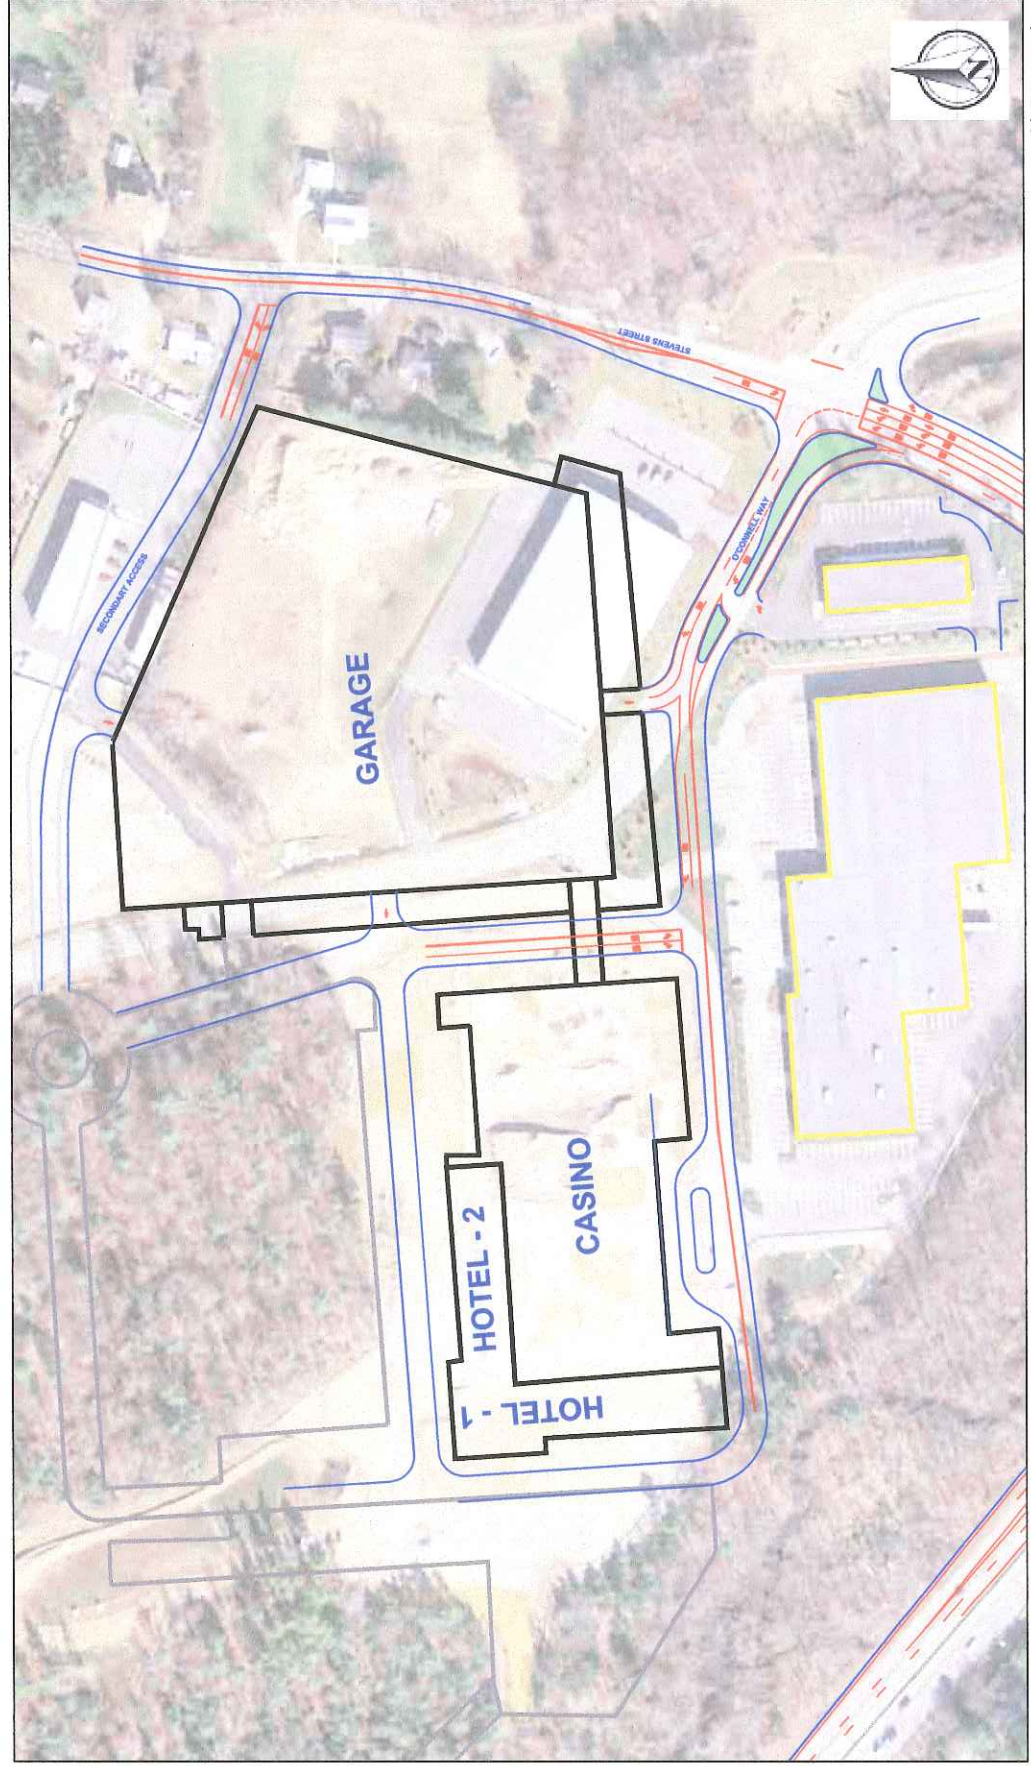 STEVENS STREET
SECONDARY ACCESS
O'CONNELL WAY
GARAGE
CASINO
HOTEL - 2
HOTEL - 1
N